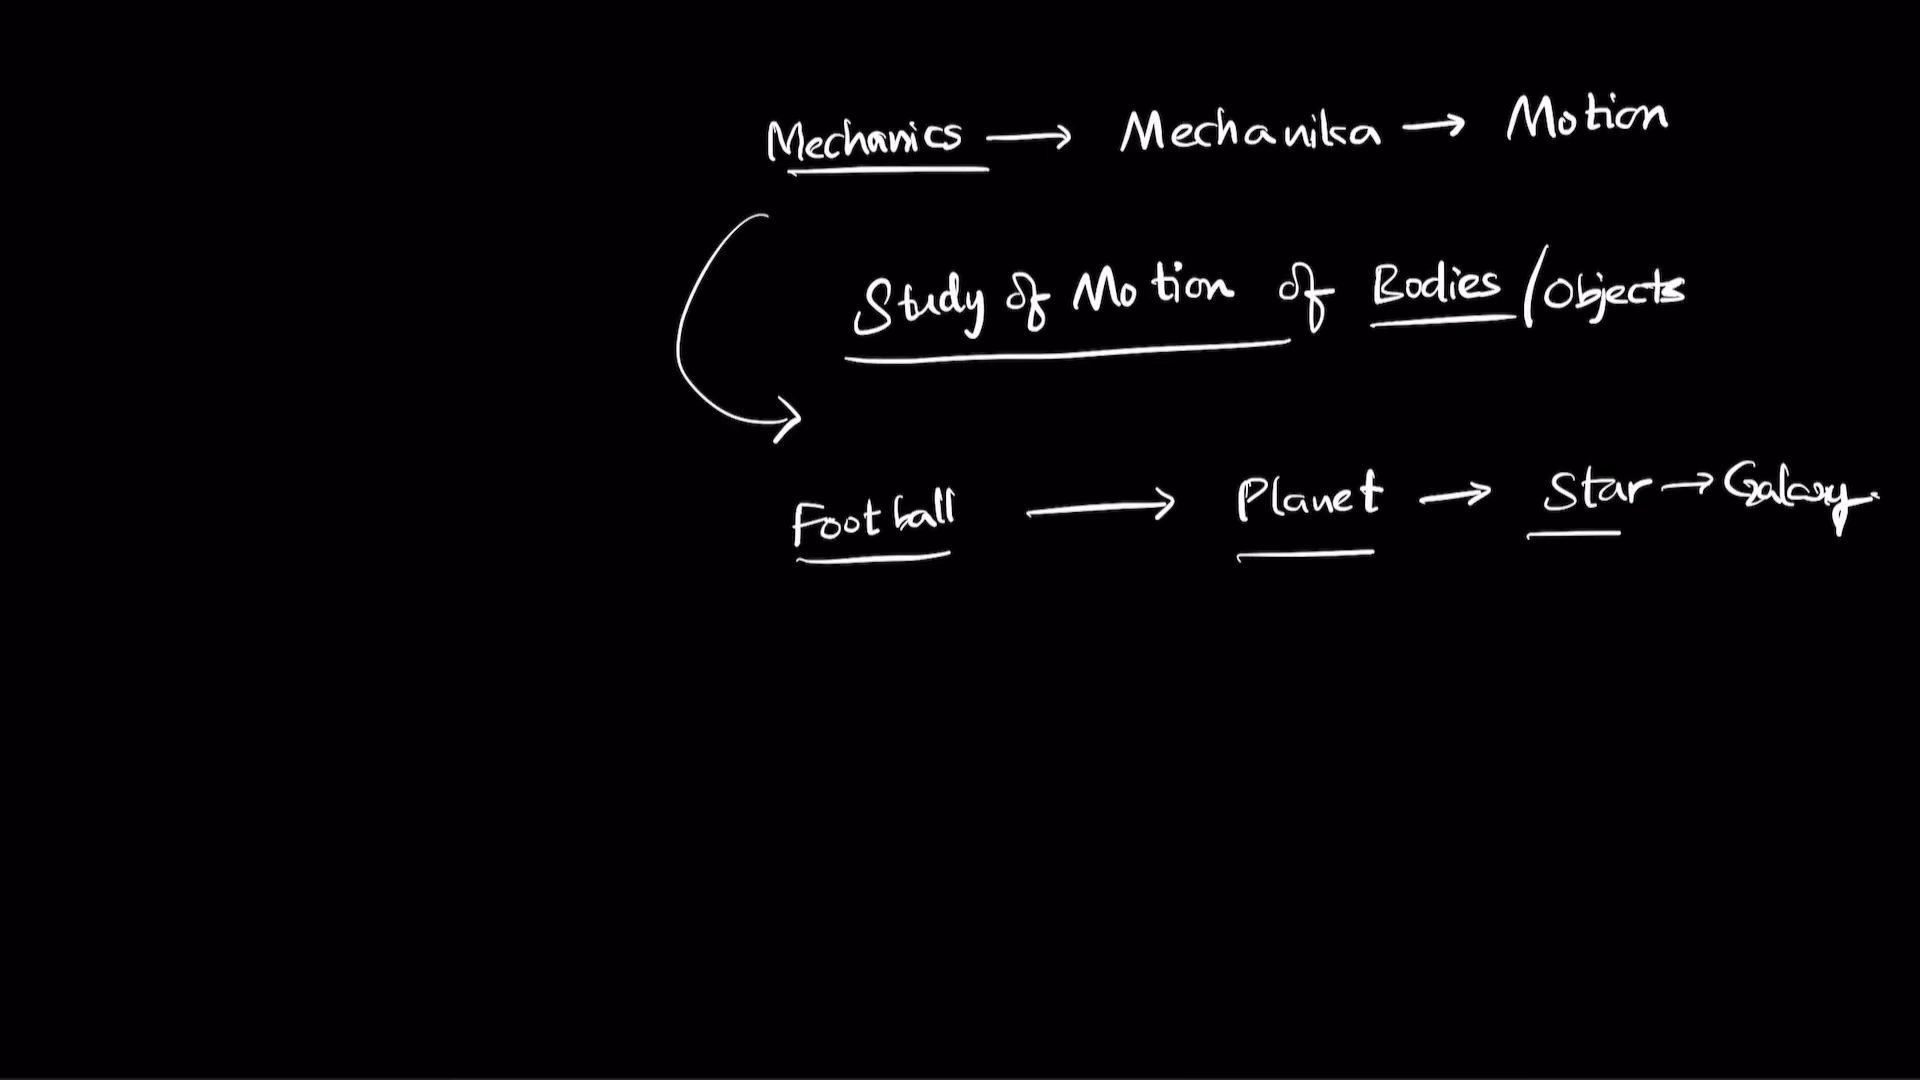 Mechanics → Mechanika → Motion
Study of Motion of Bodies / Objects
Football → Planet → Star → Galaxy.